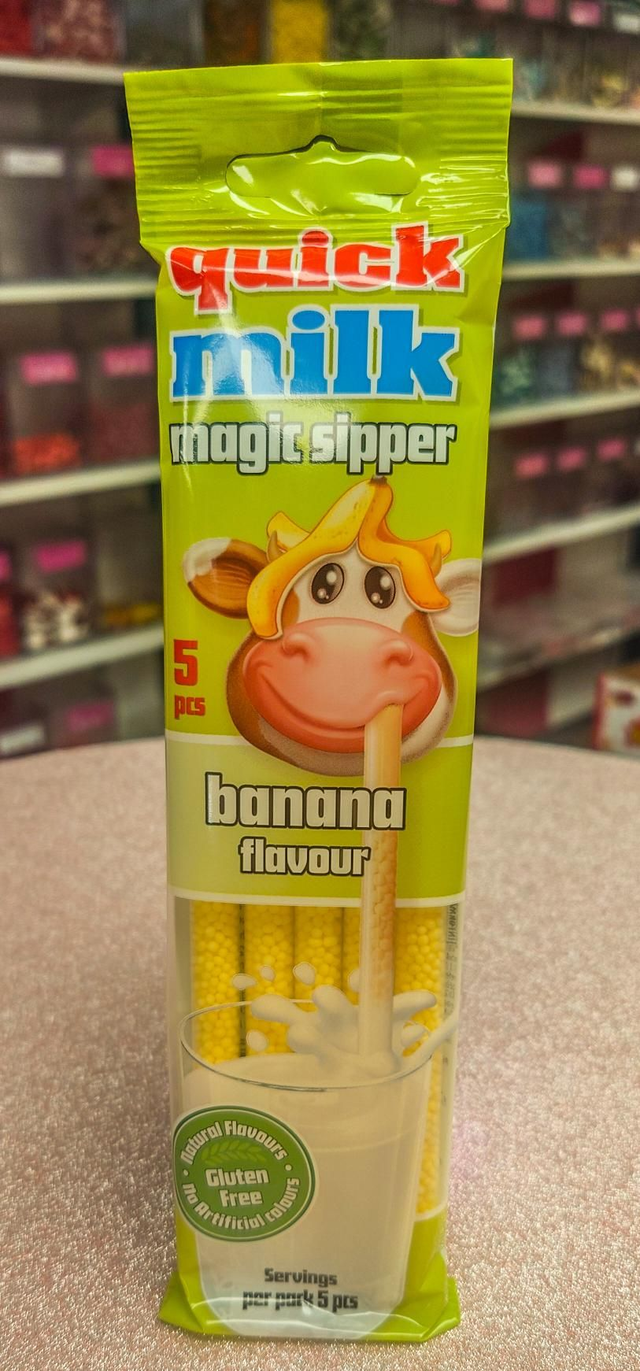 quick
milk
magic sipper
5
pcs
banana
flavour
Natural Flavours
Gluten
Free
No Artificial colours
Servings
per pack 5 pcs